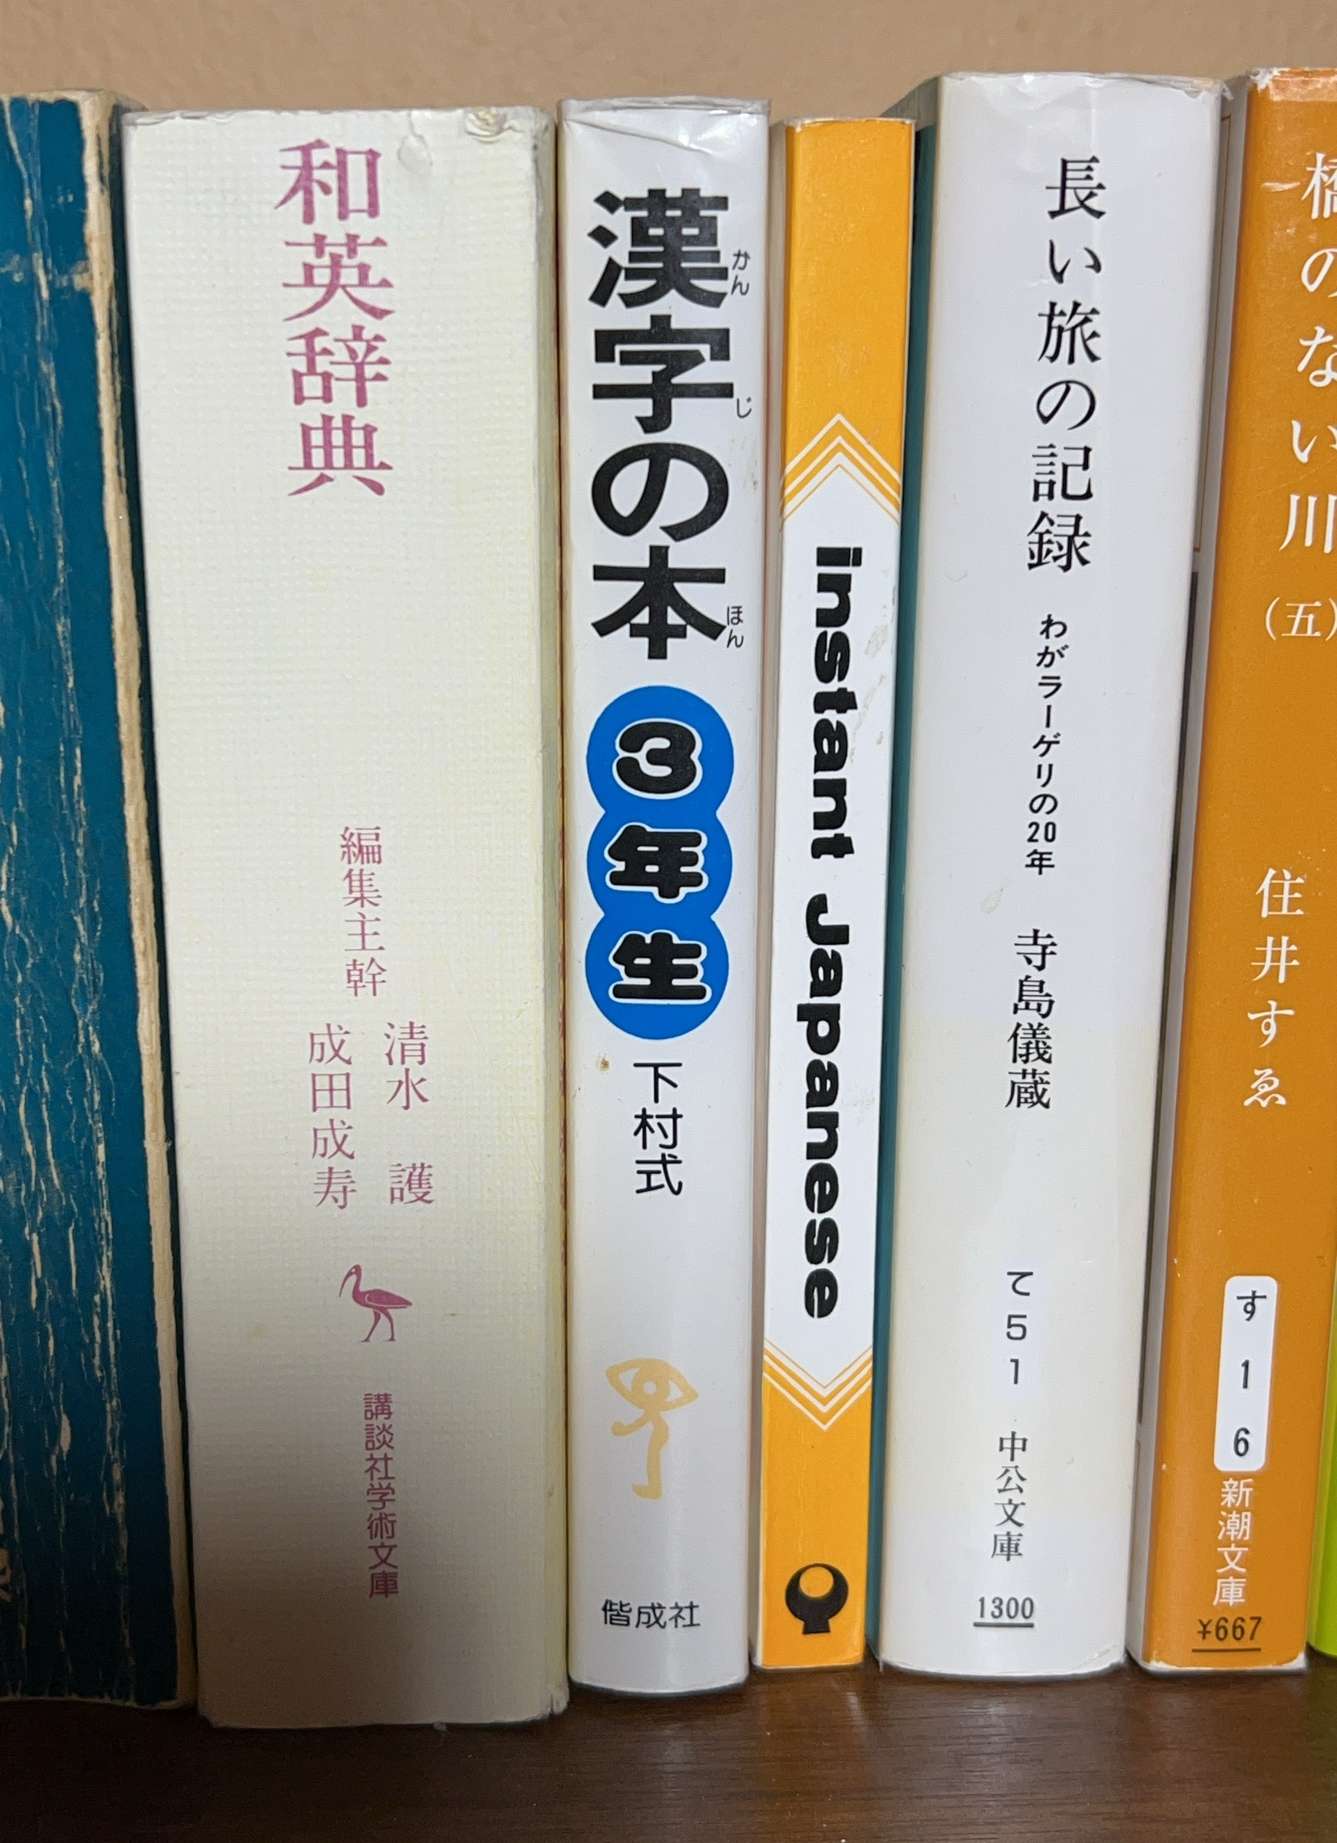 和英辞典
編集主幹
清水 護
成田成寿
講談社学術文庫
漢字の本
かん
じ
ほん
3年生
下村式
偕成社
instant Japanese
長い旅の記録
わがラーゲリの20年
寺島儀蔵
て
51
中公文庫
1300
橋のない川
(五)
住井すゑ
す
1
6
新潮文庫
¥667